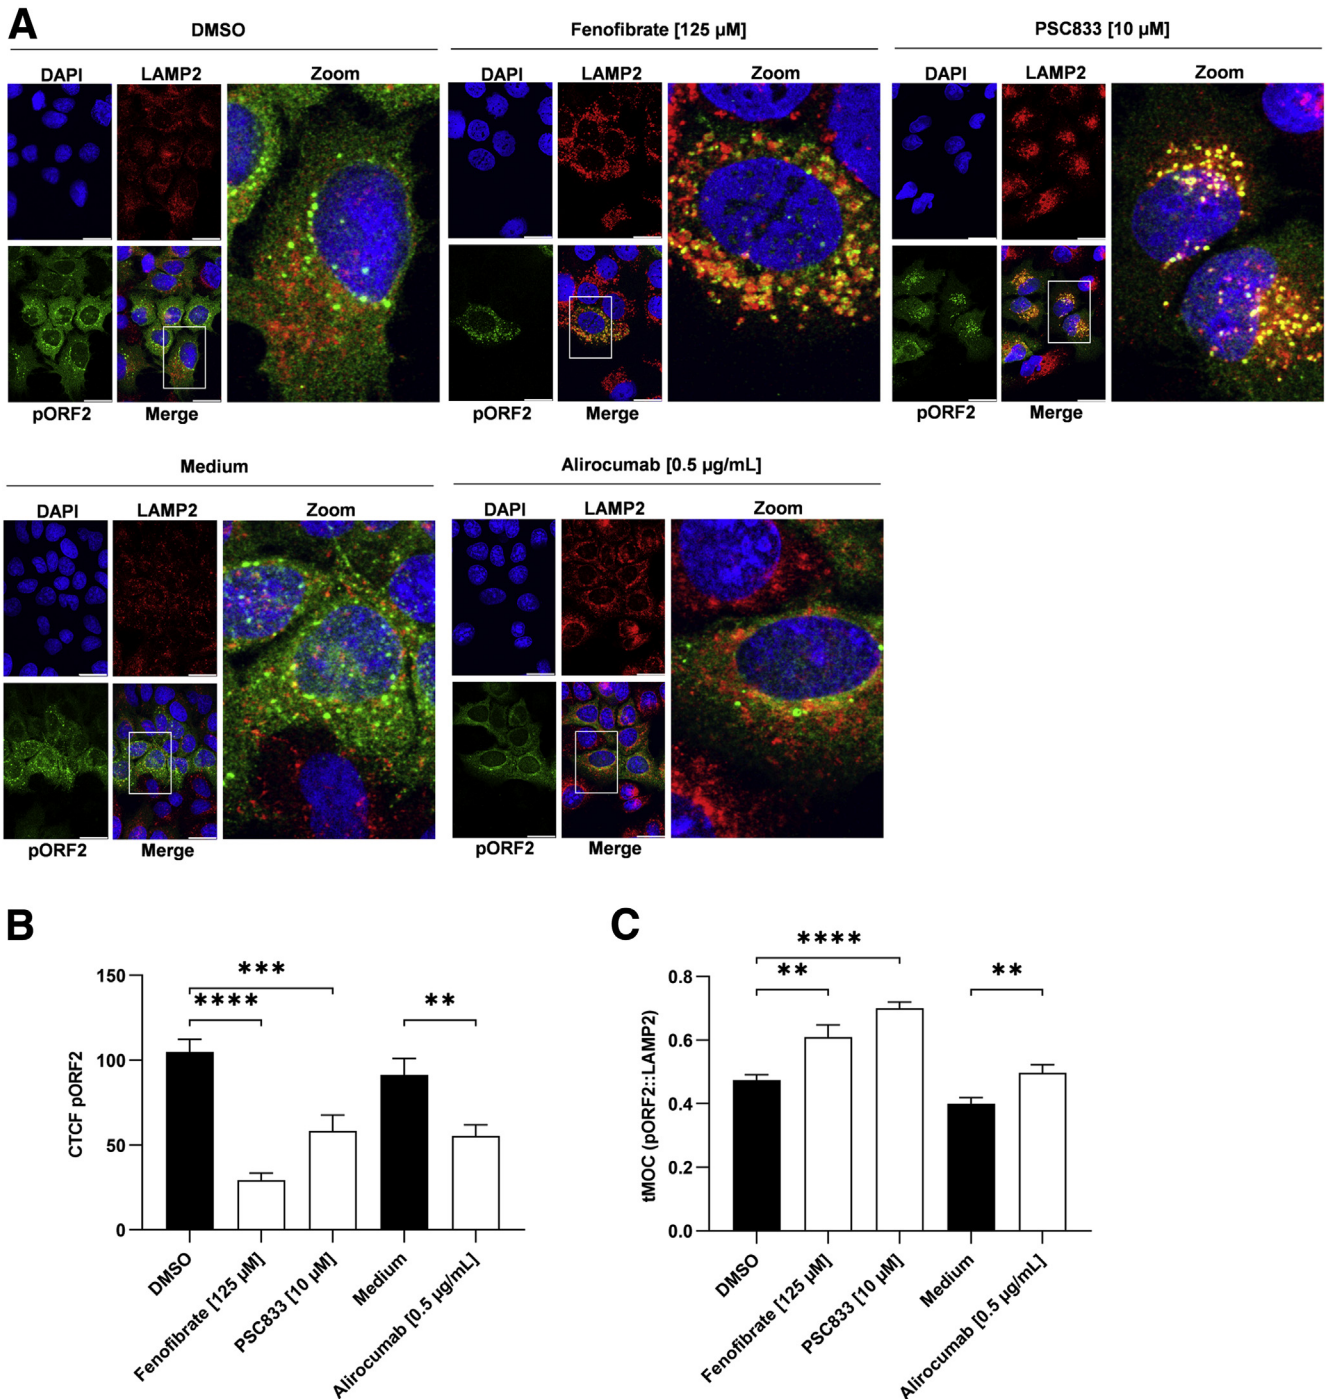 A
DMSO
Fenofibrate [125 µM]
PSC833 [10 µM]
DAPI
LAMP2
Zoom
DAPI
LAMP2
Zoom
DAPI
LAMP2
Zoom
pORF2
Merge
pORF2
Merge
pORF2
Merge
Medium
Alirocumab [0.5 µg/mL]
DAPI
LAMP2
Zoom
DAPI
LAMP2
Zoom
pORF2
Merge
pORF2
Merge
B
CTCF pORF2
150
100
50
0
***
****
**
DMSO
Fenofibrate [125 µM]
PSC833 [10 µM]
Medium
Alirocumab [0.5 µg/mL]
C
tMOC (pORF2::LAMP2)
0.8
0.6
0.4
0.2
0.0
****
**
**
DMSO
Fenofibrate [125 µM]
PSC833 [10 µM]
Medium
Alirocumab [0.5 µg/mL]